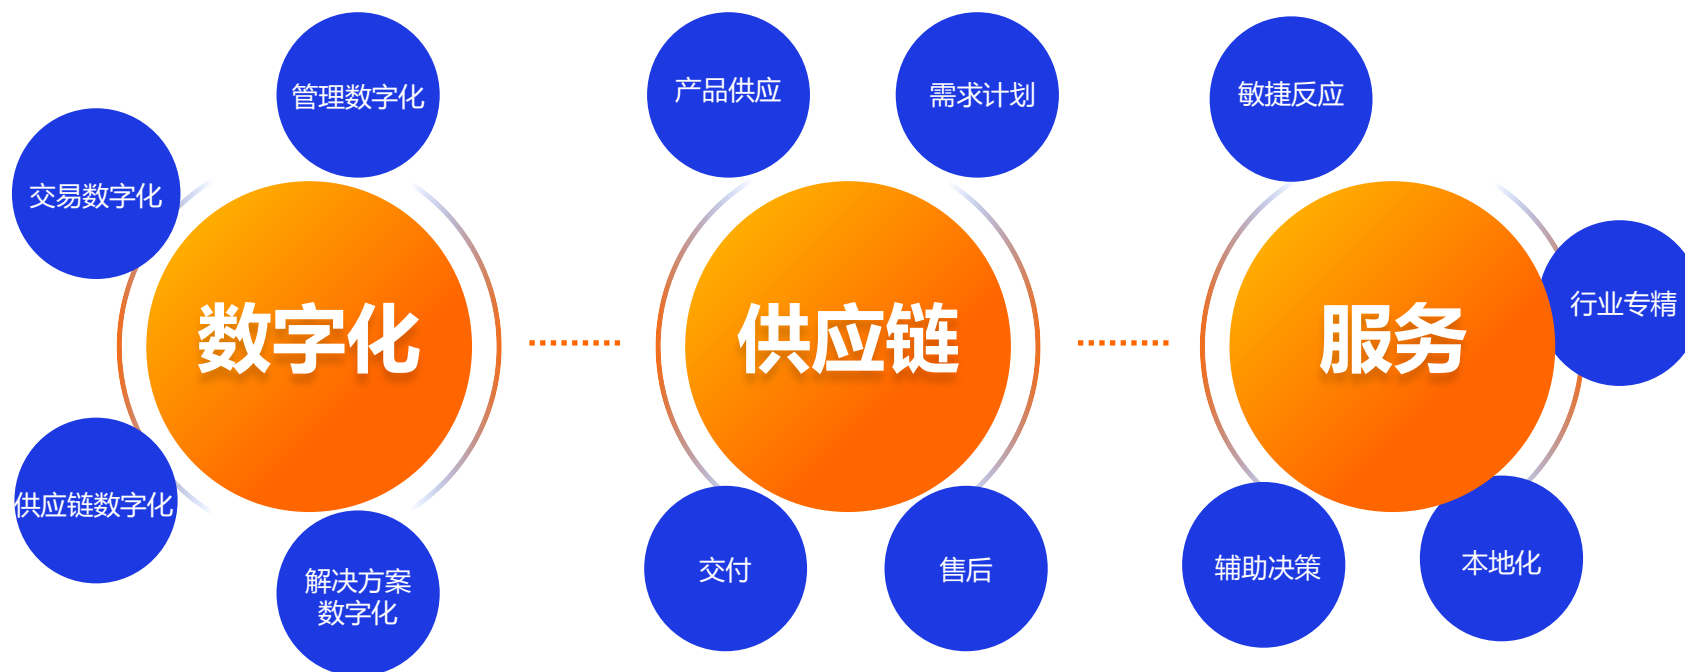 管理数字化
交易数字化
数字化
供应链数字化
解决方案
数字化
产品供应
需求计划
供应链
交付
售后
敏捷反应
行业专精
服务
辅助决策
本地化